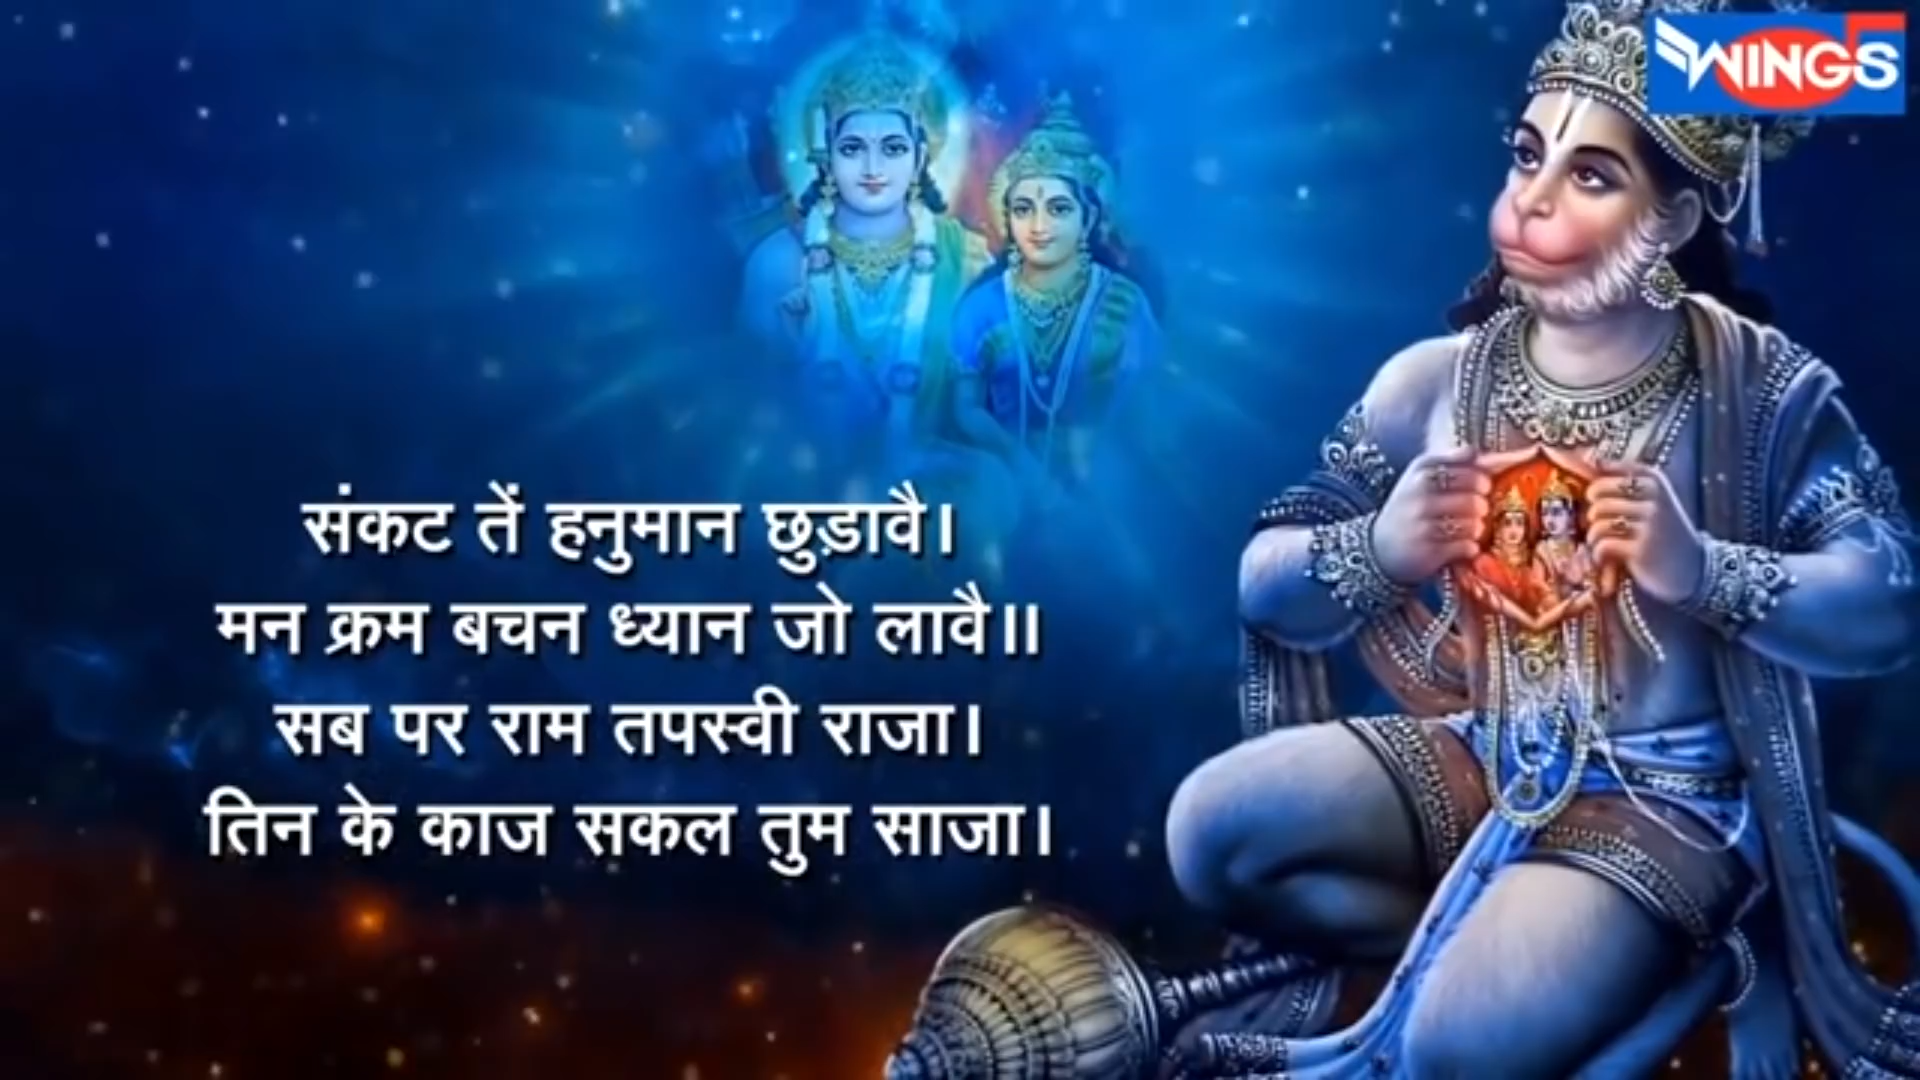 WINGS
संकट तें हनुमान छुड़ावै।
मन क्रम बचन ध्यान जो लावै॥
सब पर राम तपस्वी राजा।
तिन के काज सकल तुम साजा।